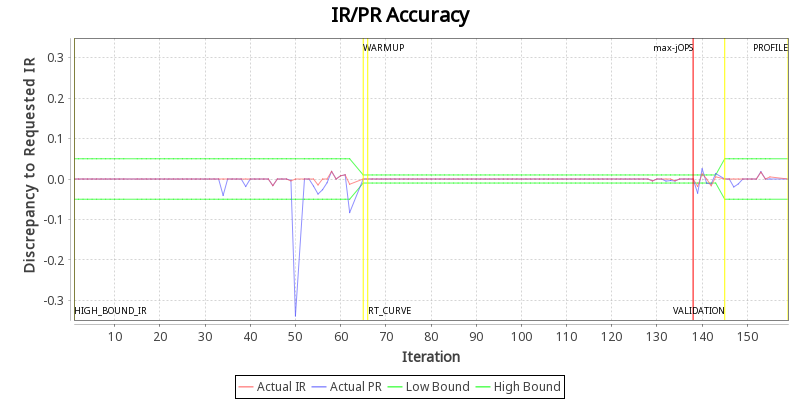 IR/PR Accuracy
WARMUP
max-jOPS
PROFILE
0.3
0.2
0.1
0.0
-0.1
-0.2
-0.3
Discrepancy to Requested IR
HIGH_BOUND_IR
RT_CURVE
VALIDATION
10 20 30 40 50 60 70 80 90 100 110 120 130 140 150
Iteration
Actual IR Actual PR Low Bound High Bound